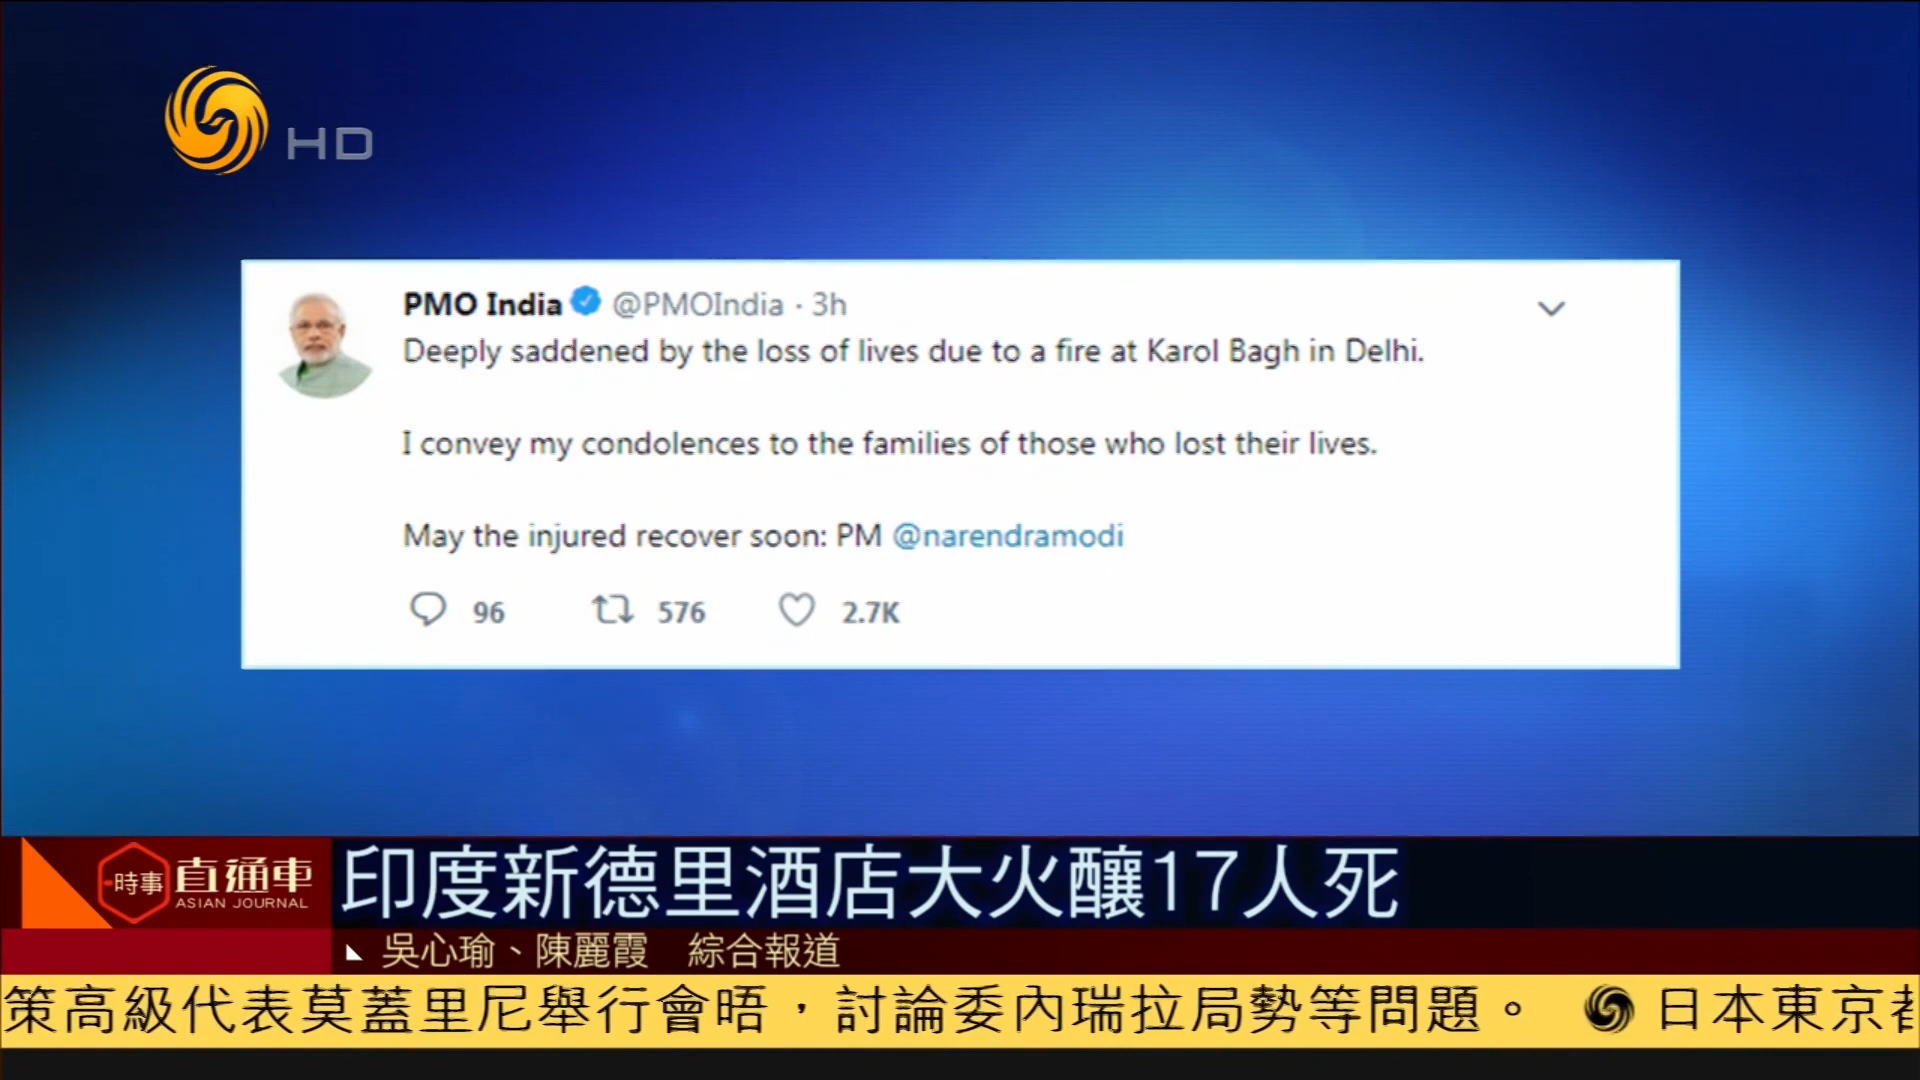 HD
PMO India @PMOIndia · 3h
Deeply saddened by the loss of lives due to a fire at Karol Bagh in Delhi.
I convey my condolences to the families of those who lost their lives.
May the injured recover soon: PM @narendramodi
96 576 2.7K
時事 直通車
ASIAN JOURNAL
印度新德里酒店大火釀17人死
吳心瑜、陳麗霞 綜合報道
策高級代表莫蓋里尼舉行會晤，討論委內瑞拉局勢等問題。 日本東京都